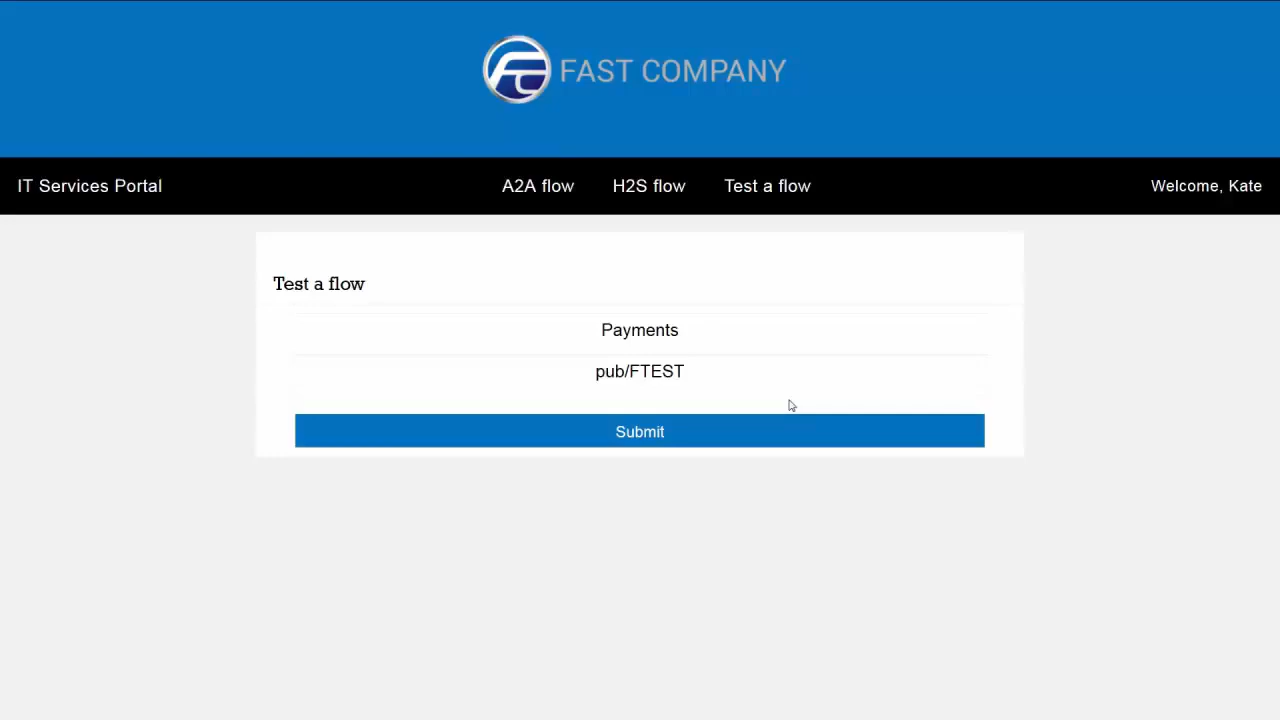 FC FAST COMPANY
IT Services Portal A2A flow H2S flow Test a flow Welcome, Kate
Test a flow
Payments
pub/FTEST
Submit